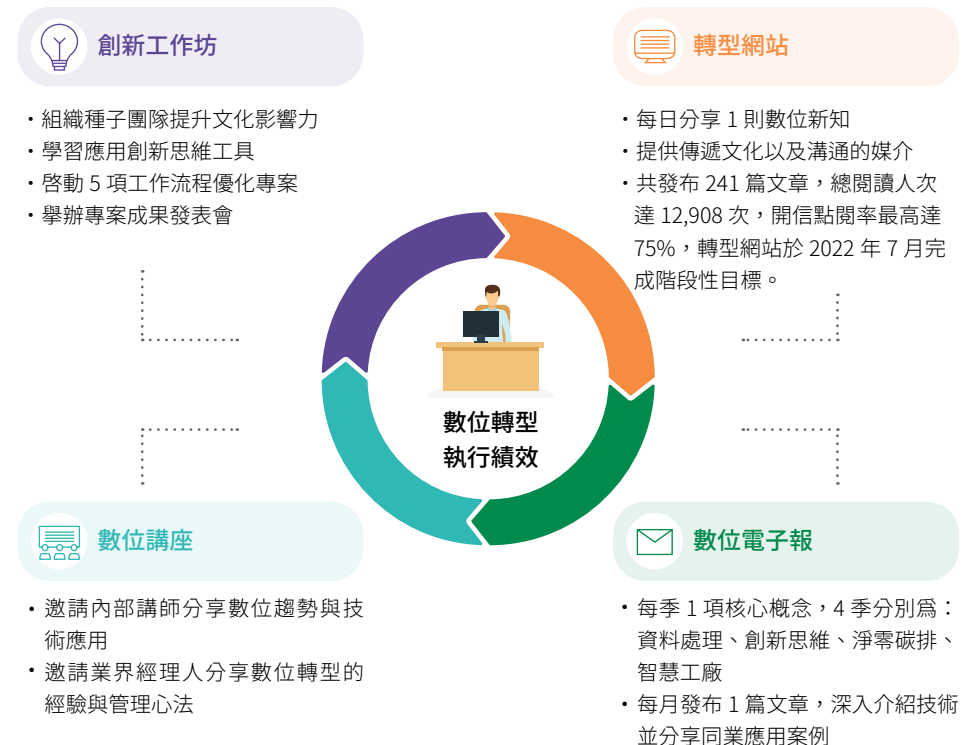 創新工作坊
・組織種子團隊提升文化影響力
・學習應用創新思維工具
・啓動 5 項工作流程優化專案
・舉辦專案成果發表會
轉型網站
・每日分享 1 則數位新知
・提供傳遞文化以及溝通的媒介
・共發布 241 篇文章，總閱讀人次
達 12,908 次，開信點閱率最高達
75%，轉型網站於 2022 年 7 月完
成階段性目標。
數位轉型
執行績效
數位講座
・邀請內部講師分享數位趨勢與技
術應用
・邀請業界經理人分享數位轉型的
經驗與管理心法
數位電子報
・每季 1 項核心概念，4 季分別爲：
資料處理、創新思維、淨零碳排、
智慧工廠
・每月發布 1 篇文章，深入介紹技術
並分享同業應用案例